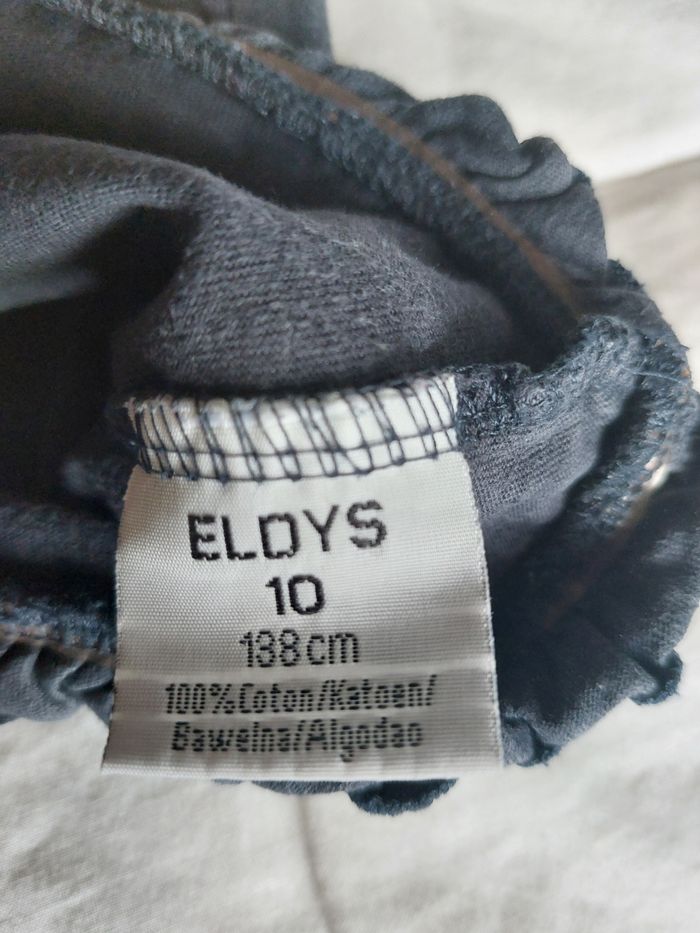 ELDYS
10
138cm
100%Coton/Katoen/
Bawelna/Algodao